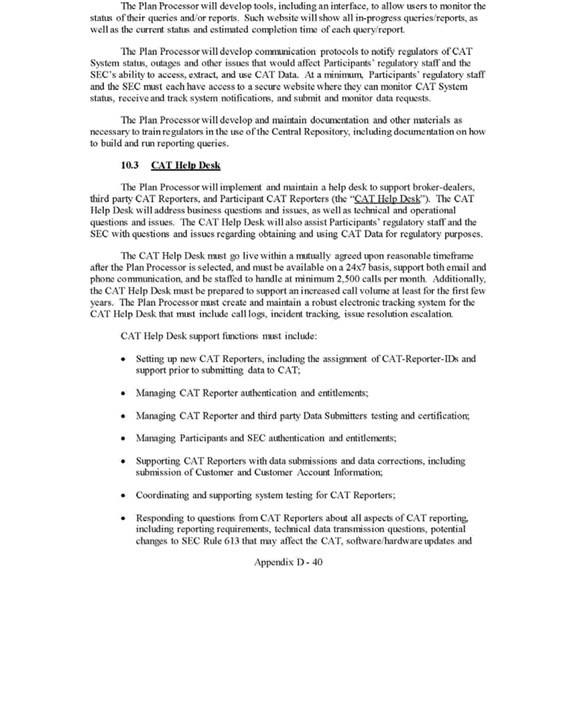 The Plan Processor will develop tools, including an interface, to allow users to monitor the
status of their queries and/or reports. Such website will show all in-progress queries/reports, as
well as the current status and estimated completion time of each query/report.
The Plan Processor will develop communication protocols to notify regulators of CAT
System status, outages and other issues that would affect Participants' regulatory staff and the
SEC's ability to access, extract, and use CAT Data. At a minimum, Participants' regulatory staff
and the SEC must each have access to a secure website where they can monitor CAT System
status, receive and track system notifications, and submit and monitor data requests.
The Plan Processor will develop and maintain documentation and other materials as
necessary to train regulators in the use of the Central Repository, including documentation on how
to build and run reporting queries.
10.3 CAT Help Desk
The Plan Processor will implement and maintain a help desk to support broker-dealers,
third party CAT Reporters, and Participant CAT Reporters (the "CAT Help Desk"). The CAT
Help Desk will address business questions and issues, as well as technical and operational
questions and issues. The CAT Help Desk will also assist Participants' regulatory staff and the
SEC with questions and issues regarding obtaining and using CAT Data for regulatory purposes.
The CAT Help Desk must go live within a mutually agreed upon reasonable timeframe
after the Plan Processor is selected, and must be available on a 24x7 basis, support both email and
phone communication, and be staffed to handle at minimum 2,500 calls per month. Additionally,
the CAT Help Desk must be prepared to support an increased call volume at least for the first few
years. The Plan Processor must create and maintain a robust electronic tracking system for the
CAT Help Desk that must include call logs, incident tracking, issue resolution escalation.
CAT Help Desk support functions must include:
• Setting up new CAT Reporters, including the assignment of CAT-Reporter-IDs and
support prior to submitting data to CAT;
• Managing CAT Reporter authentication and entitlements;
• Managing CAT Reporter and third party Data Submitters testing and certification;
• Managing Participants and SEC authentication and entitlements;
• Supporting CAT Reporters with data submissions and data corrections, including
submission of Customer and Customer Account Information;
• Coordinating and supporting system testing for CAT Reporters;
• Responding to questions from CAT Reporters about all aspects of CAT reporting,
including reporting requirements, technical data transmission questions, potential
changes to SEC Rule 613 that may affect the CAT, software/hardware updates and
Appendix D - 40